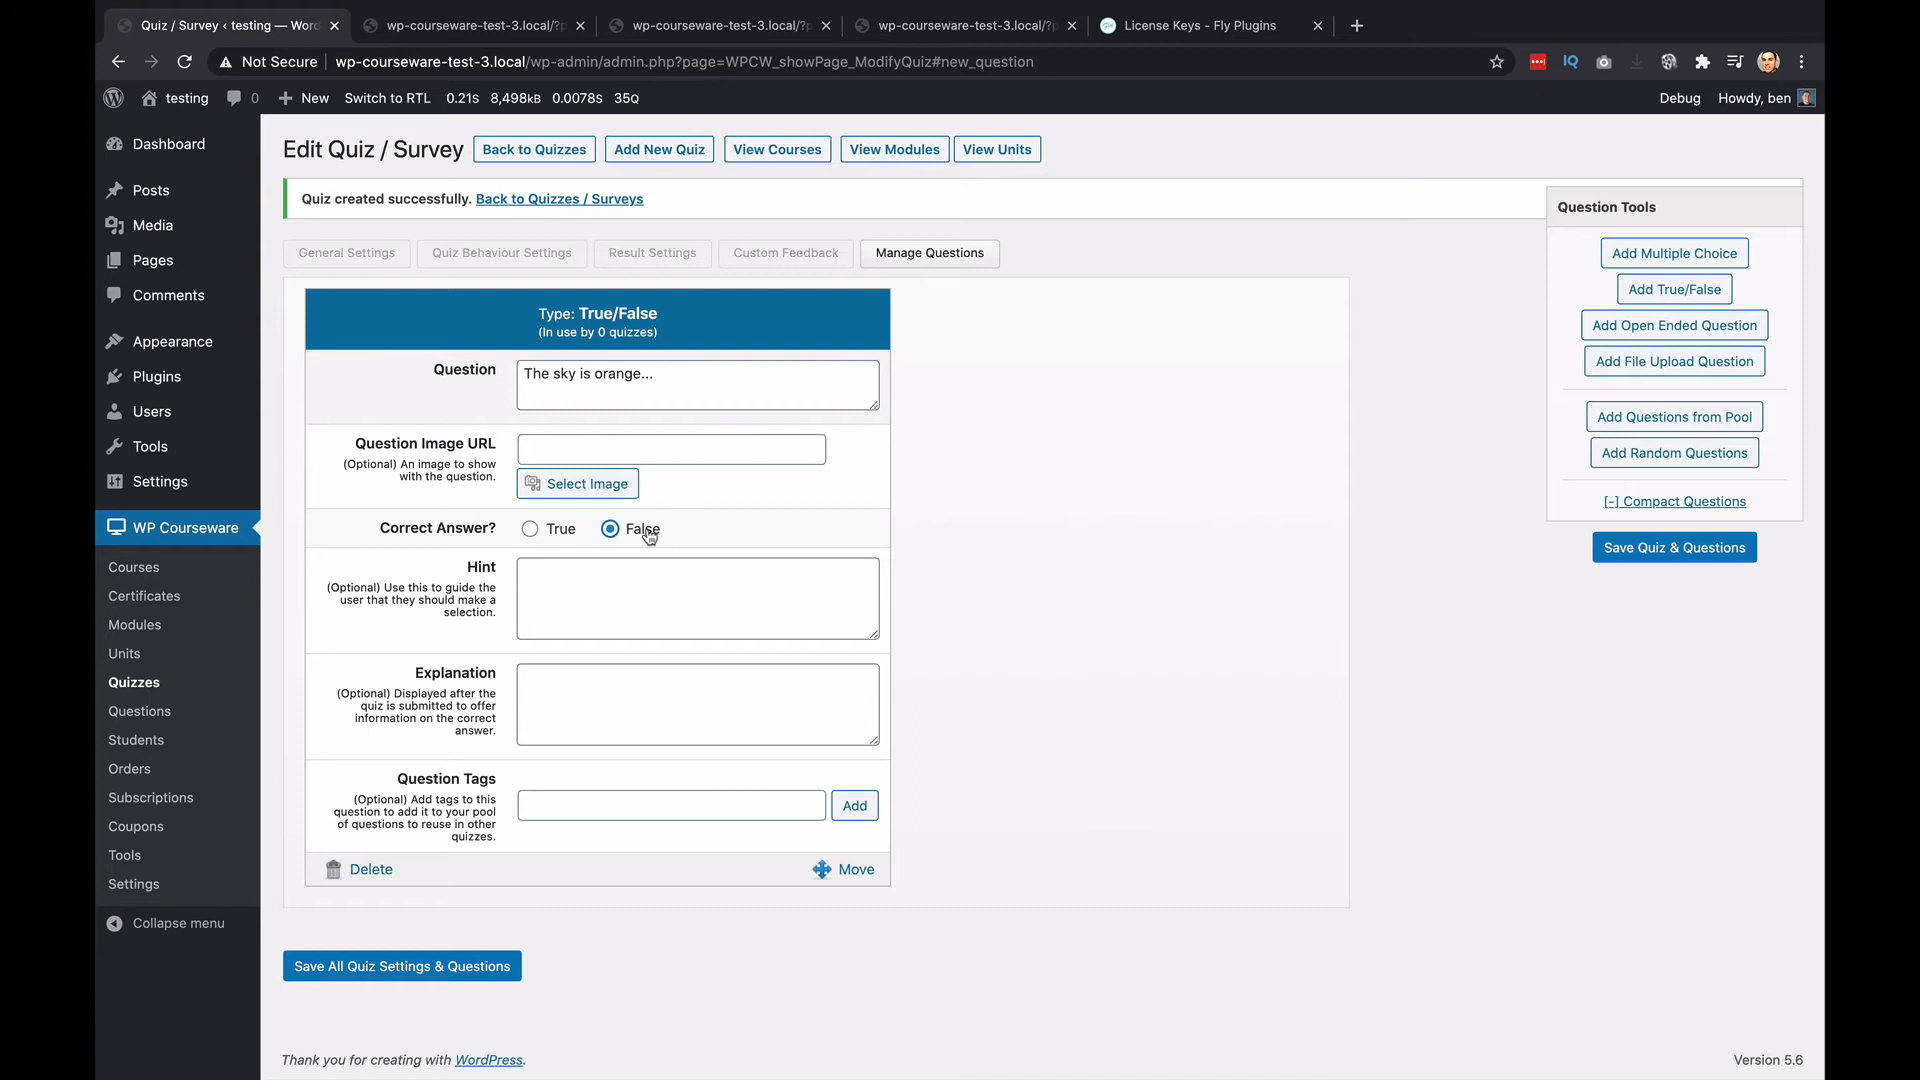 Quiz / Survey ‹ testing — Word
wp-courseware-test-3.local/?p
wp-courseware-test-3.local/?p
wp-courseware-test-3.local/?p
License Keys - Fly Plugins
Not Secure
wp-courseware-test-3.local/wp-admin/admin.php?page=WPCW_showPage_ModifyQuiz#new_question
testing
0
New
Switch to RTL
0.21s 8,498kB 0.0078s 35Q
Debug
Howdy, ben
Dashboard
Posts
Media
Pages
Comments
Appearance
Plugins
Users
Tools
Settings
WP Courseware
Courses
Certificates
Modules
Units
Quizzes
Questions
Students
Orders
Subscriptions
Coupons
Tools
Settings
Collapse menu
Edit Quiz / Survey
Back to Quizzes
Add New Quiz
View Courses
View Modules
View Units
Quiz created successfully. Back to Quizzes / Surveys
General Settings
Quiz Behaviour Settings
Result Settings
Custom Feedback
Manage Questions
Type: True/False
(In use by 0 quizzes)
Question
The sky is orange...
Question Image URL
(Optional) An image to show
with the question.
Select Image
Correct Answer?
True
False
Hint
(Optional) Use this to guide the
user that they should make a
selection.
Explanation
(Optional) Displayed after the
quiz is submitted to offer
information on the correct
answer.
Question Tags
(Optional) Add tags to this
question to add it to your pool
of questions to reuse in other
quizzes.
Add
Delete
Move
Save All Quiz Settings & Questions
Question Tools
Add Multiple Choice
Add True/False
Add Open Ended Question
Add File Upload Question
Add Questions from Pool
Add Random Questions
[-] Compact Questions
Save Quiz & Questions
Thank you for creating with WordPress.
Version 5.6